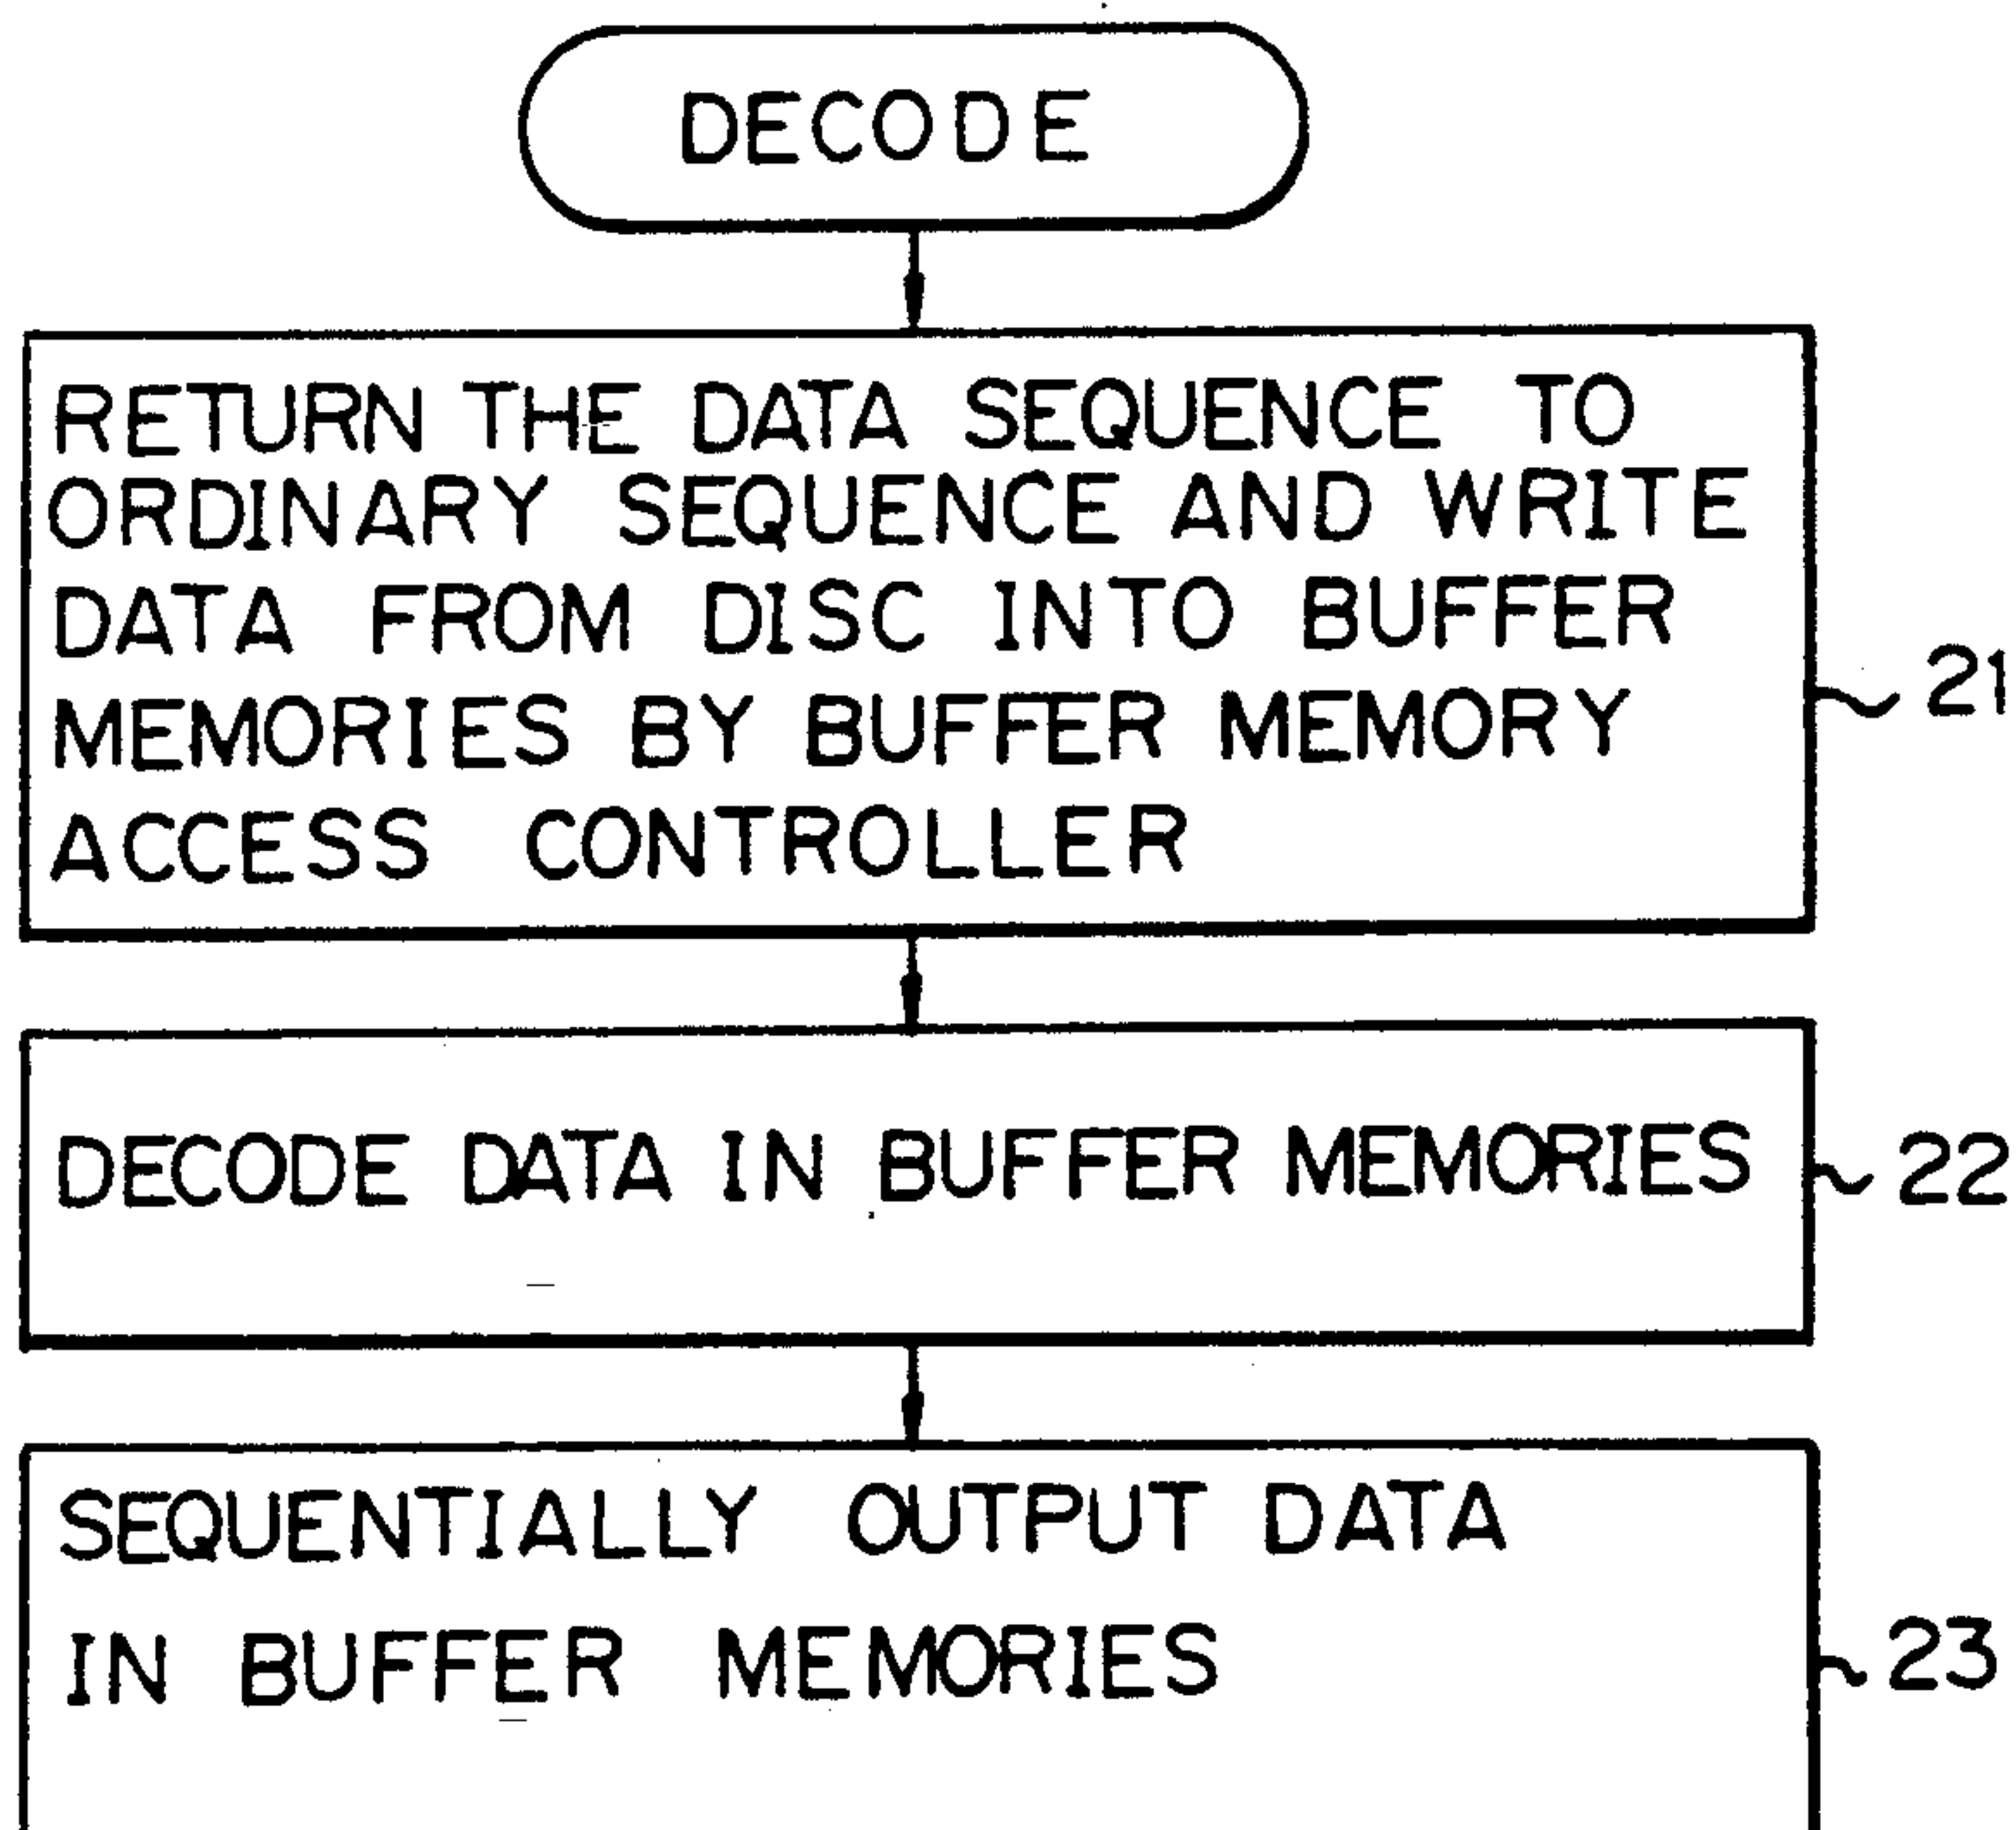 DECODE
RETURN THE DATA SEQUENCE TO
ORDINARY SEQUENCE AND WRITE
DATA FROM DISC INTO BUFFER
MEMORIES BY BUFFER MEMORY
ACCESS CONTROLLER
21
DECODE DATA IN BUFFER MEMORIES
22
SEQUENTIALLY OUTPUT DATA
IN BUFFER MEMORIES
23